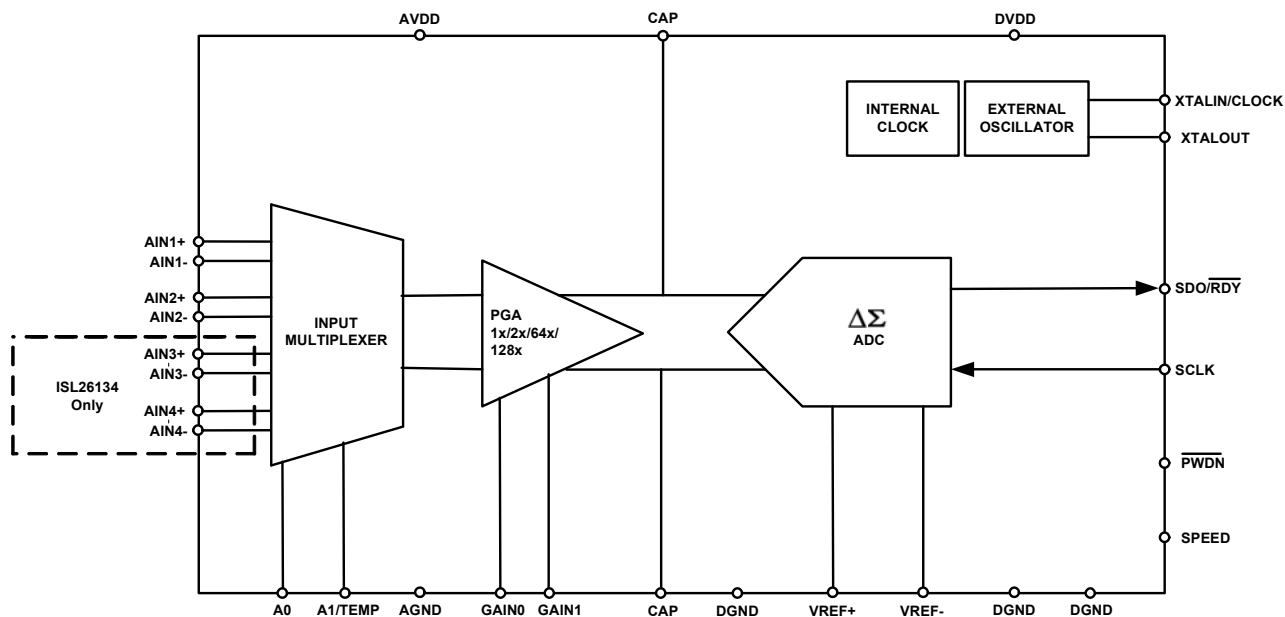 AVDD
CAP
DVDD
INTERNAL
CLOCK
EXTERNAL
OSCILLATOR
XTALIN/CLOCK
XTALOUT
AIN1+
AIN1-
AIN2+
AIN2-
AIN3+
AIN3-
AIN4+
AIN4-
ISL26134
Only
INPUT
MULTIPLEXER
PGA
1x/2x/64x/
128x
ΔΣ
ADC
SDO/R̅D̅Y̅
SCLK
P̅W̅D̅N̅
SPEED
A0
A1/TEMP
AGND
GAIN0
GAIN1
CAP
DGND
VREF+
VREF-
DGND
DGND